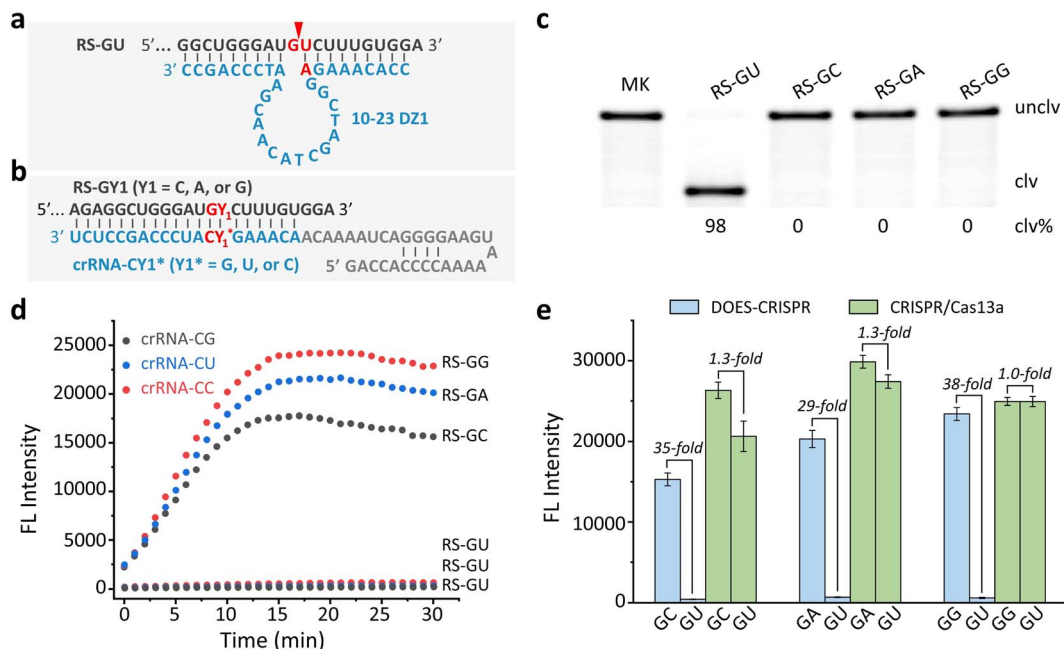 a
RS-GU 5′... GGCUGGGAUGUCUUUGUGGA 3′
3′ CCGACCCTA AGAAACACC
GGCTAGCTACAACGA
10-23 DZ1
b
RS-GY1 (Y1 = C, A, or G)
5′... AGAGGCUGGGAUGY₁CUUUGUGGA 3′
3′ UCUCCGACCCUACY₁*GAAACAACAAAAUCAGGGGAAGU
A
crRNA-CY1* (Y1* = G, U, or C) 5′ GACCACCCCAAAA
c
MK RS-GU RS-GC RS-GA RS-GG
unclv
clv
98 0 0 0 clv%
d
crRNA-CG
crRNA-CU
crRNA-CC
25000
20000
15000
10000
5000
0
FL Intensity
RS-GG
RS-GA
RS-GC
RS-GU
RS-GU
RS-GU
0 5 10 15 20 25 30
Time (min)
e
DOES-CRISPR CRISPR/Cas13a
30000
20000
10000
0
FL Intensity
35-fold 1.3-fold 29-fold 1.3-fold 38-fold 1.0-fold
GC GU GC GU GA GU GA GU GG GU GG GU